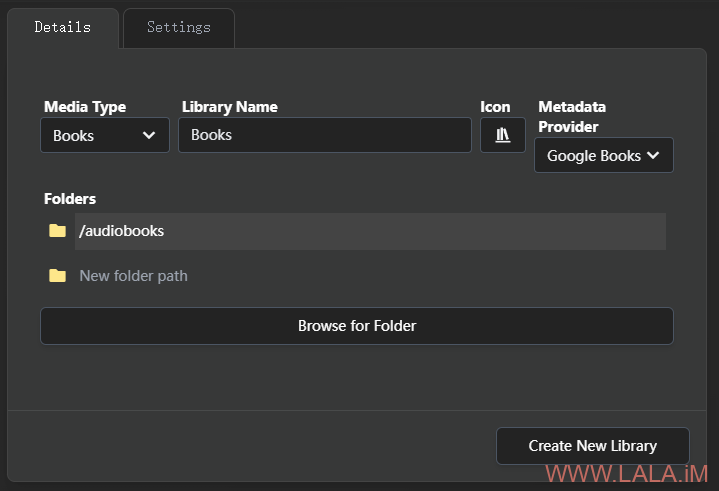 Details
Settings
Media Type
Library Name
Icon
Metadata
Provider
Books
Books
Google Books
Folders
/audiobooks
New folder path
Browse for Folder
Create New Library
WWW.LALA.iM